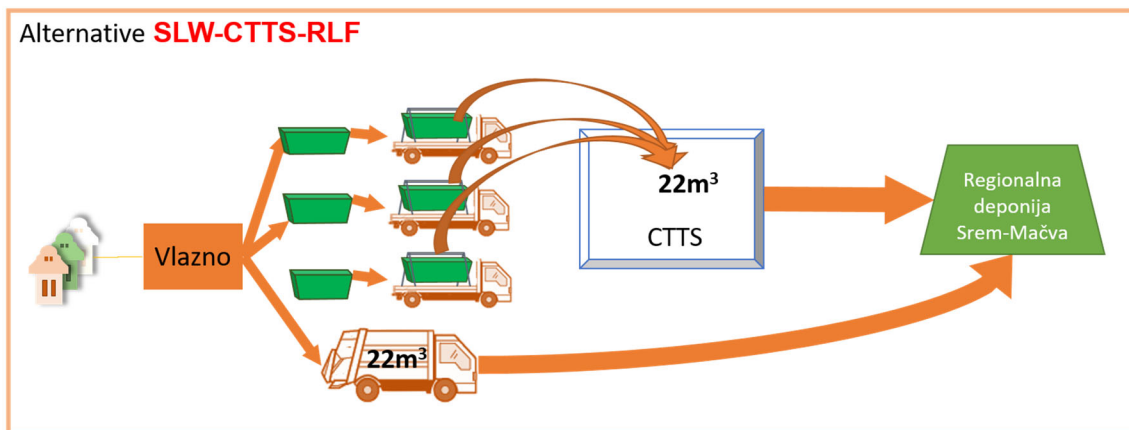 Alternative SLW-CTTS-RLF
Vlazno
22m³
CTTS
Regionalna
deponija
Srem-Mačva
22m³